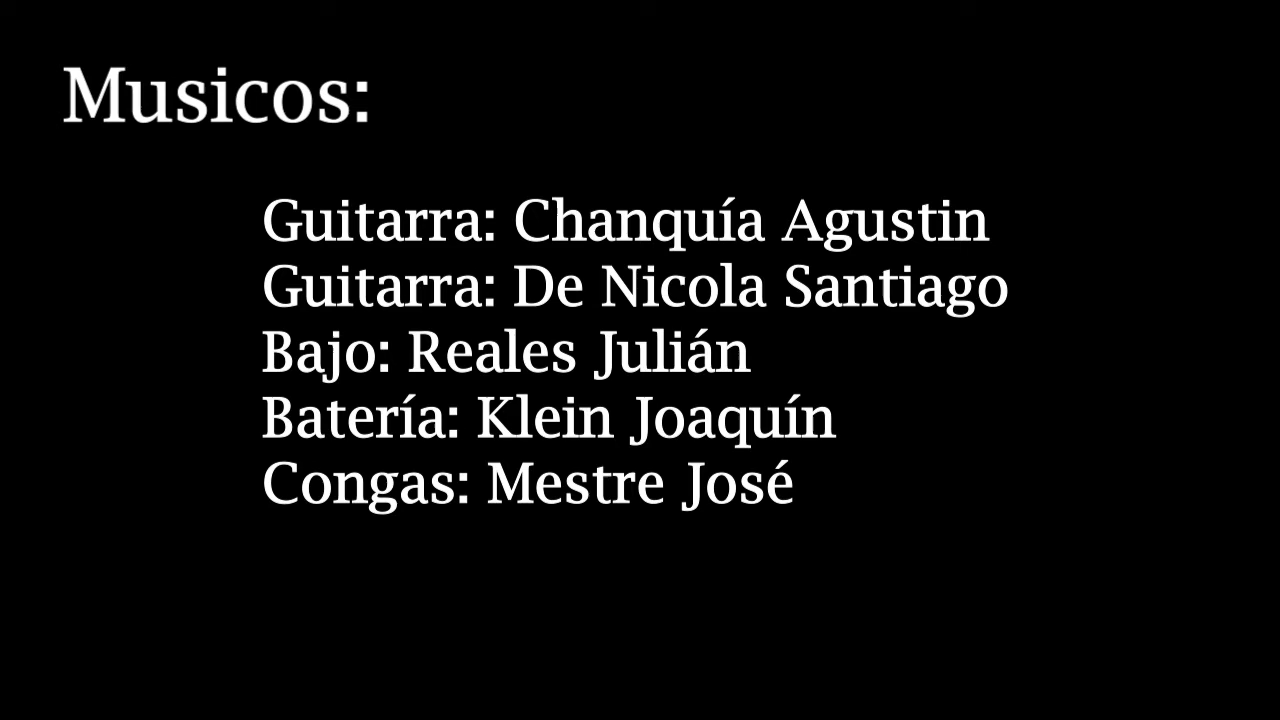 Musicos:
Guitarra: Chanquía Agustin
Guitarra: De Nicola Santiago
Bajo: Reales Julián
Batería: Klein Joaquín
Congas: Mestre José